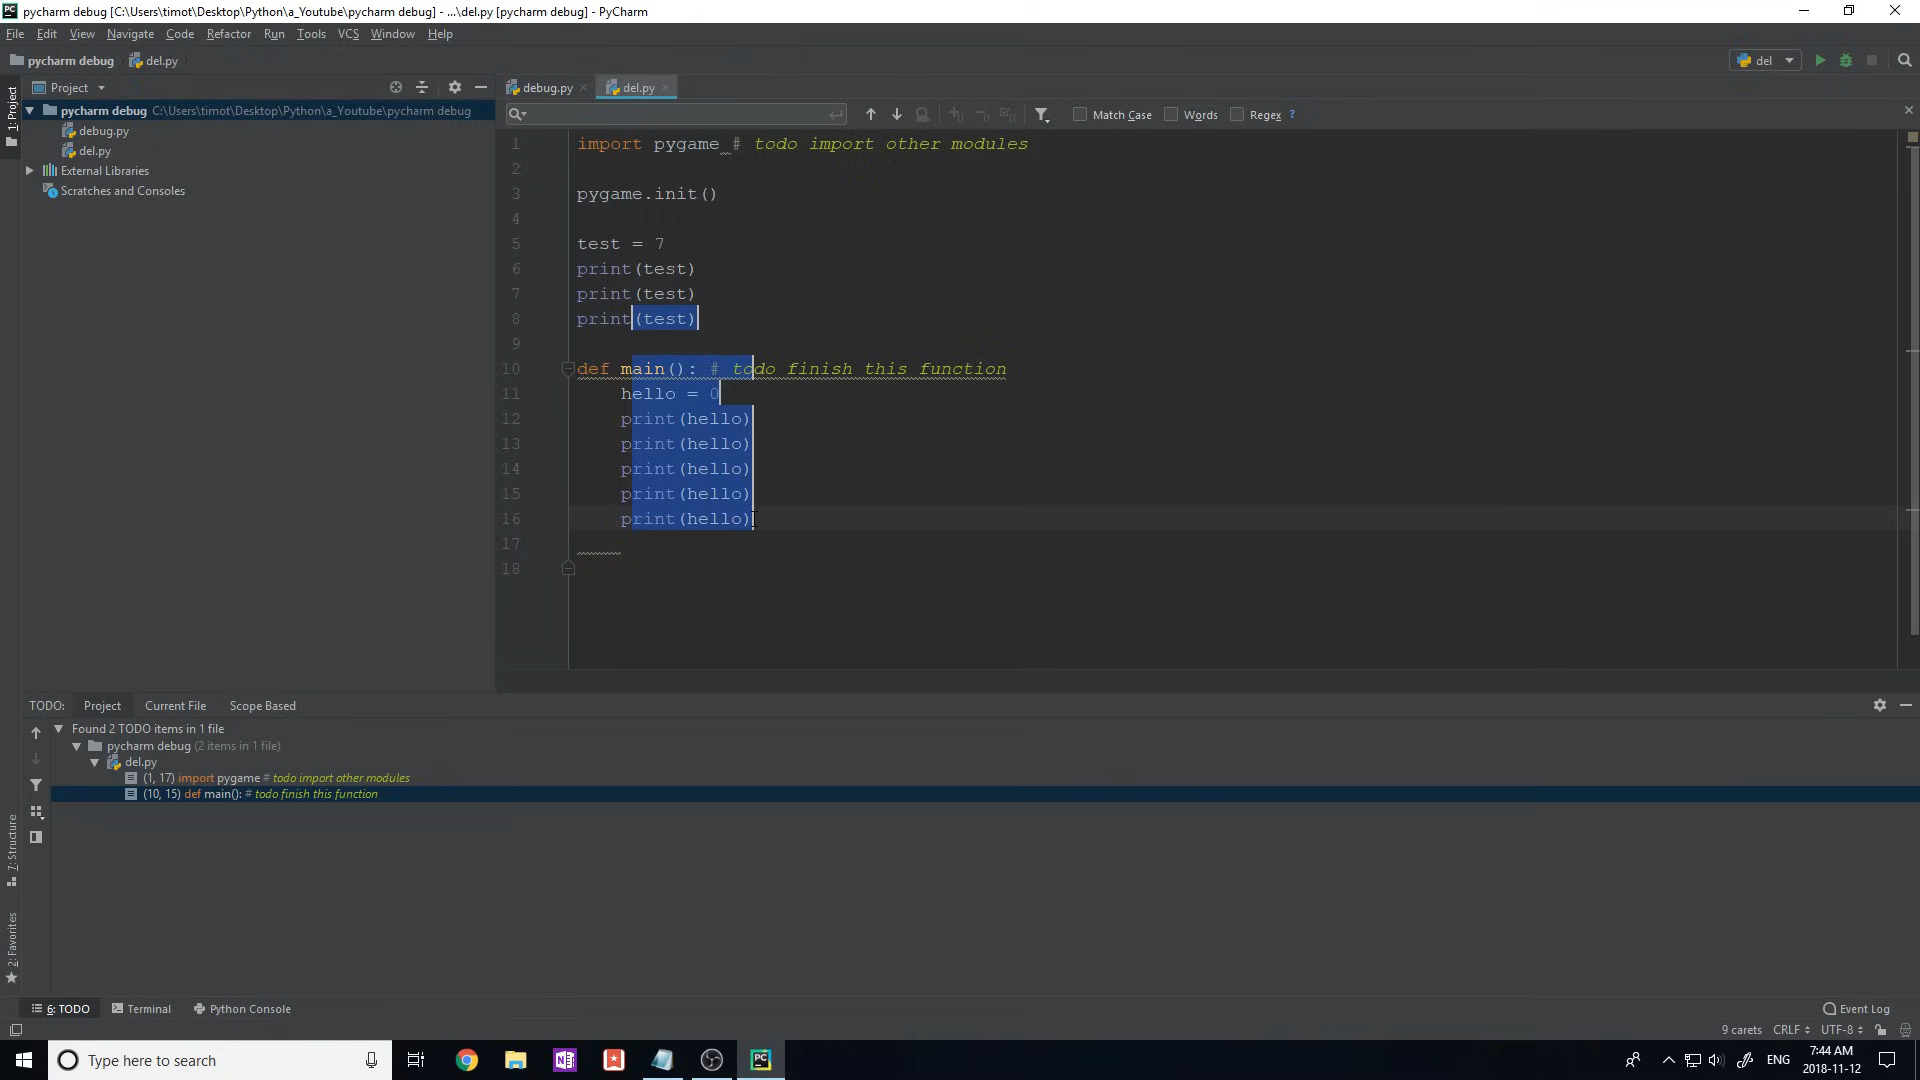 pycharm debug [C:\Users\timot\Desktop\Python\a_Youtube\pycharm debug] - ...\del.py [pycharm debug] - PyCharm
File Edit View Navigate Code Refactor Run Tools VCS Window Help
pycharm debug del.py del
Project debug.py del.py
1: Project
pycharm debug C:\Users\timot\Desktop\Python\a_Youtube\pycharm debug
Match Case Words Regex ?
debug.py
del.py
External Libraries
Scratches and Consoles
1 import pygame # todo import other modules
2
3 pygame.init()
4
5 test = 7
6 print(test)
7 print(test)
8 print(test)
9
10 def main(): # todo finish this function
11 hello = 0
12 print(hello)
13 print(hello)
14 print(hello)
15 print(hello)
16 print(hello)
17
18
TODO: Project Current File Scope Based
Found 2 TODO items in 1 file
pycharm debug (2 items in 1 file)
del.py
(1, 17) import pygame # todo import other modules
(10, 15) def main(): # todo finish this function
7: Structure
2: Favorites
6: TODO Terminal Python Console Event Log
9 carets CRLF UTF-8
Type here to search ENG 7:44 AM
2018-11-12